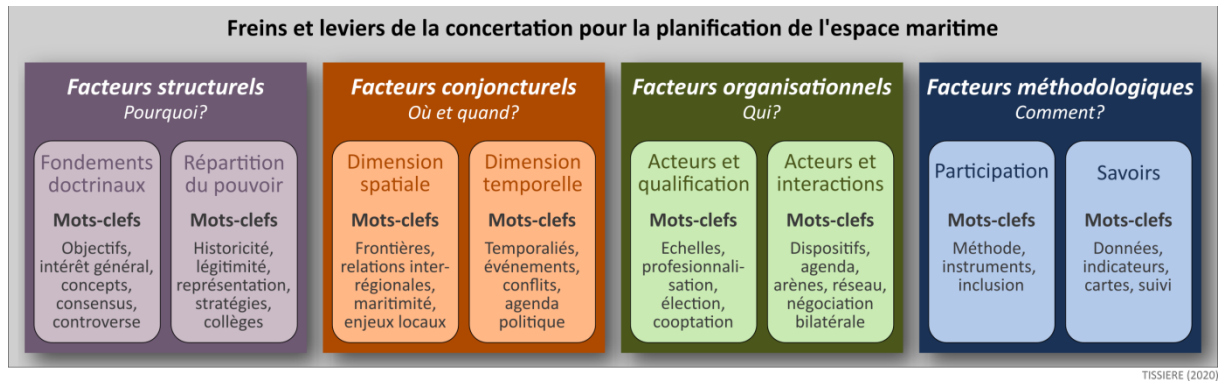 Freins et leviers de la concertation pour la planification de l'espace maritime
Facteurs structurels
Pourquoi?
Fondements
doctrinaux
Mots-clefs
Objectifs,
intérêt général,
concepts,
consensus,
controverse
Répartition
du pouvoir
Mots-clefs
Historicité,
légitimité,
représentation,
stratégies,
collèges
Facteurs conjoncturels
Où et quand?
Dimension
spatiale
Mots-clefs
Frontières,
relations inter-
régionales,
maritimité,
enjeux locaux
Dimension
temporelle
Mots-clefs
Temporaliés,
événements,
conflits,
agenda
politique
Facteurs organisationnels
Qui?
Acteurs et
qualification
Mots-clefs
Echelles,
profesionnali-
sation,
élection,
cooptation
Acteurs et
interactions
Mots-clefs
Dispositifs,
agenda,
arènes, réseau,
négociation
bilatérale
Facteurs méthodologiques
Comment?
Participation
Mots-clefs
Méthode,
instruments,
inclusion
Savoirs
Mots-clefs
Données,
indicateurs,
cartes, suivi
TISSIERE (2020)